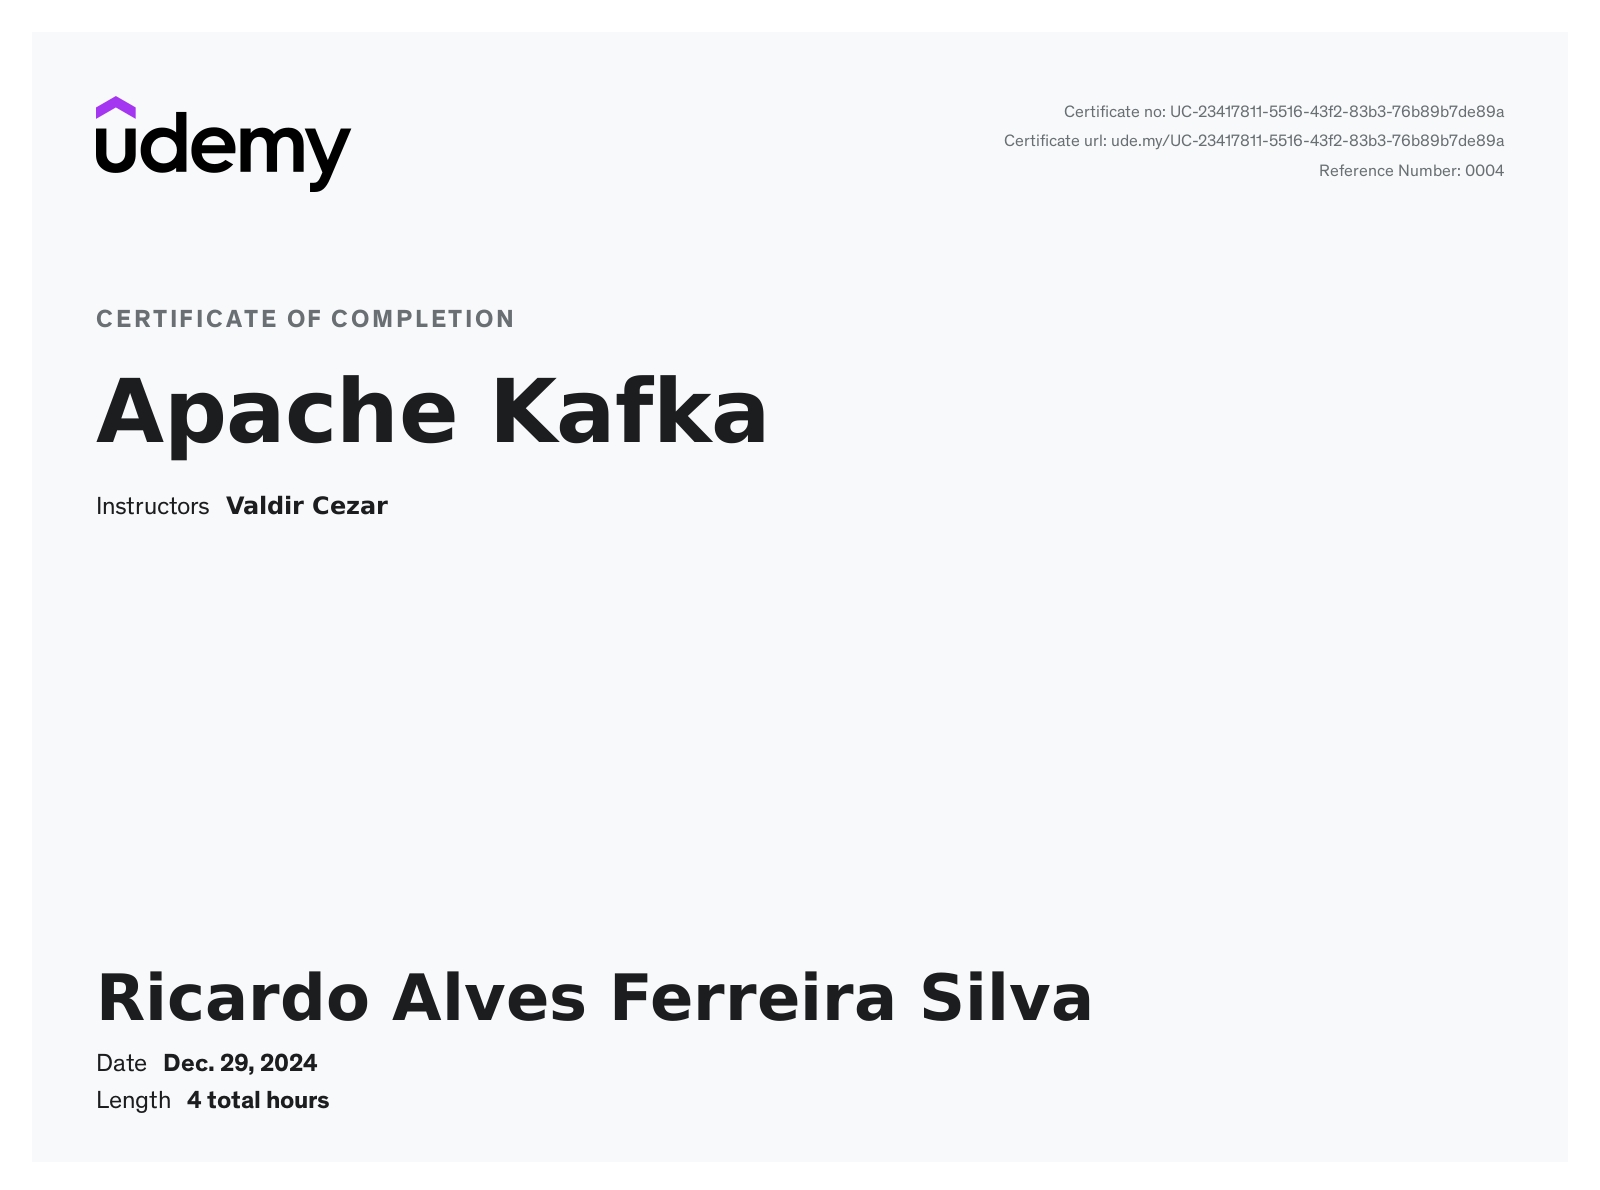 udemy
Certificate no: UC-23417811-5516-43f2-83b3-76b89b7de89a
Certificate url: ude.my/UC-23417811-5516-43f2-83b3-76b89b7de89a
Reference Number: 0004
CERTIFICATE OF COMPLETION
Apache Kafka
Instructors Valdir Cezar
Ricardo Alves Ferreira Silva
Date Dec. 29, 2024
Length 4 total hours